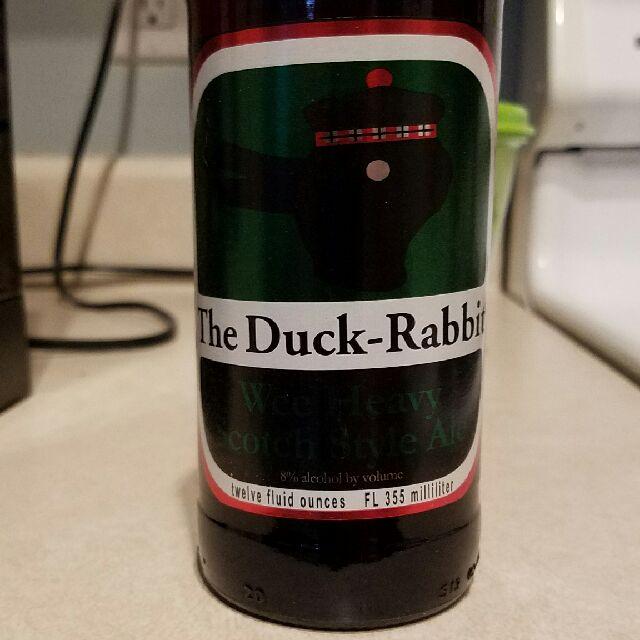 The Duck-Rabbit
Wee Heavy
Scotch Style Ale
8% alcohol by volume
twelve fluid ounces FL 355 milliliter